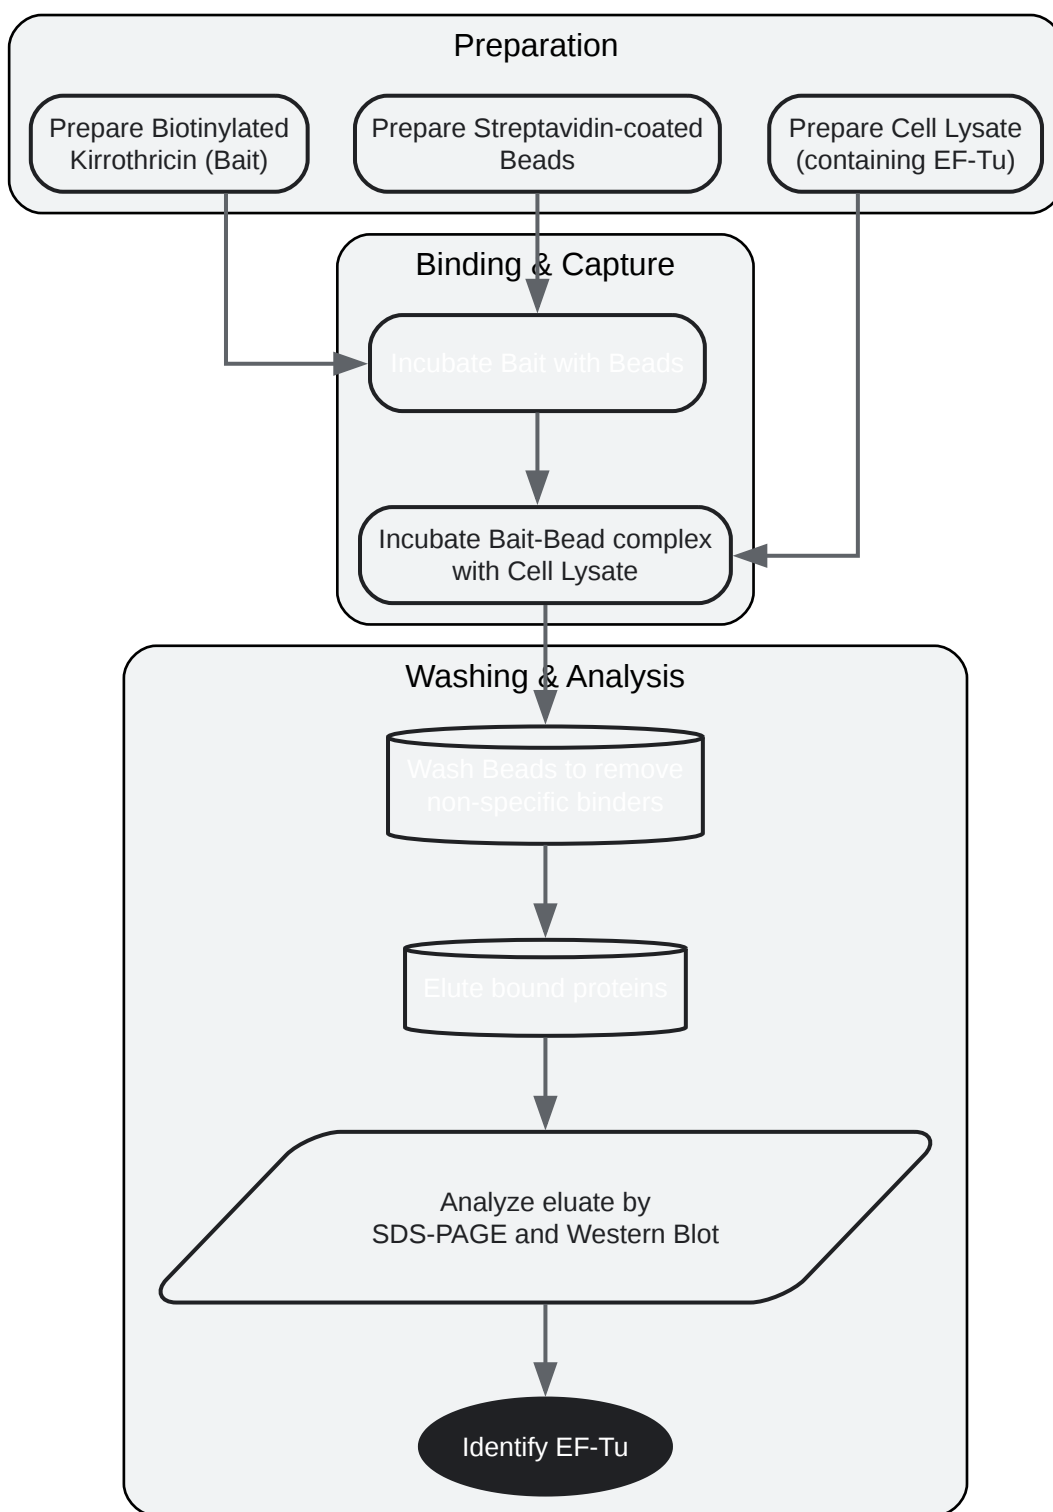 Preparation
Prepare Biotinylated
Kirrothricin (Bait)
Prepare Streptavidin-coated
Beads
Prepare Cell Lysate
(containing EF-Tu)
Binding & Capture
Incubate Bait with Beads
Incubate Bait-Bead complex
with Cell Lysate
Washing & Analysis
Wash Beads to remove
non-specific binders
Elute bound proteins
Analyze eluate by
SDS-PAGE and Western Blot
Identify EF-Tu